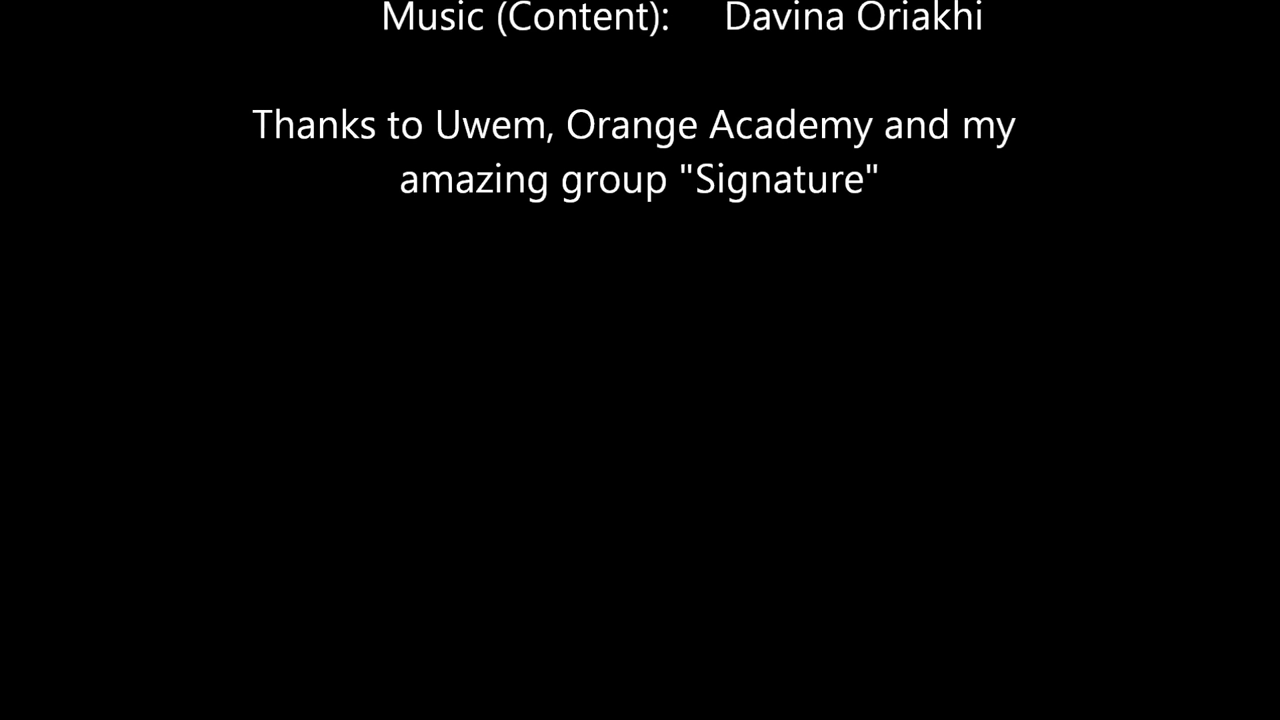 Music (Content): Davina Oriakhi
Thanks to Uwem, Orange Academy and my
amazing group "Signature"